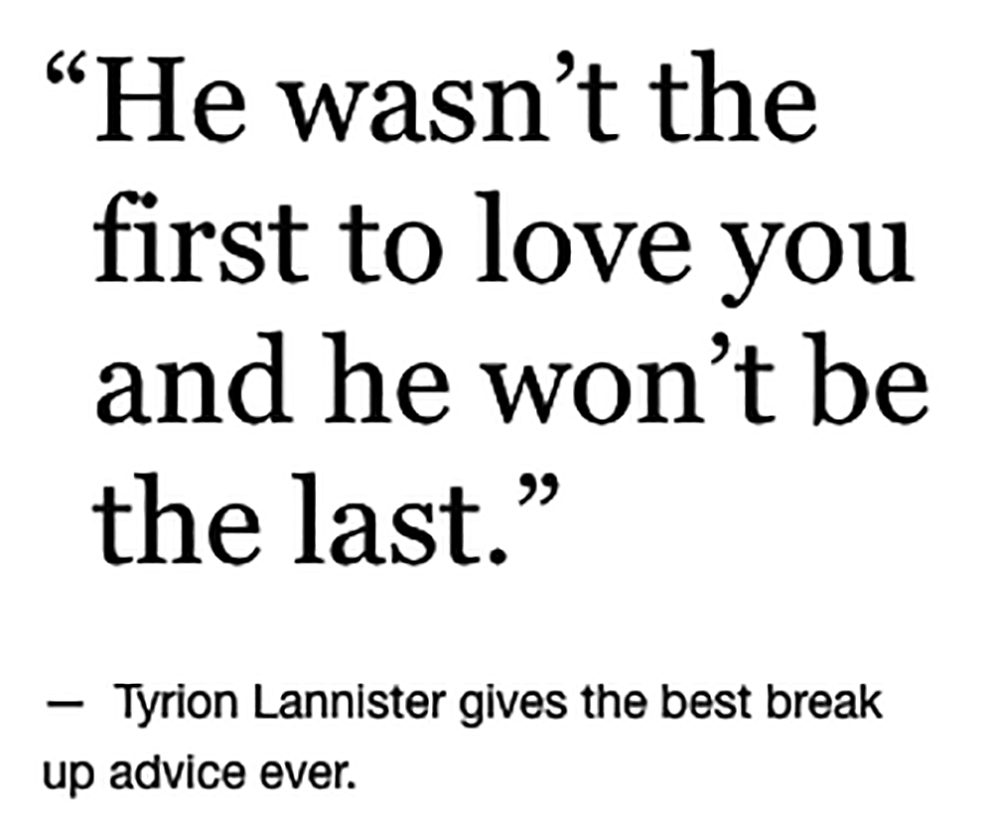 “He wasn’t the
first to love you
and he won’t be
the last.”
— Tyrion Lannister gives the best break
up advice ever.